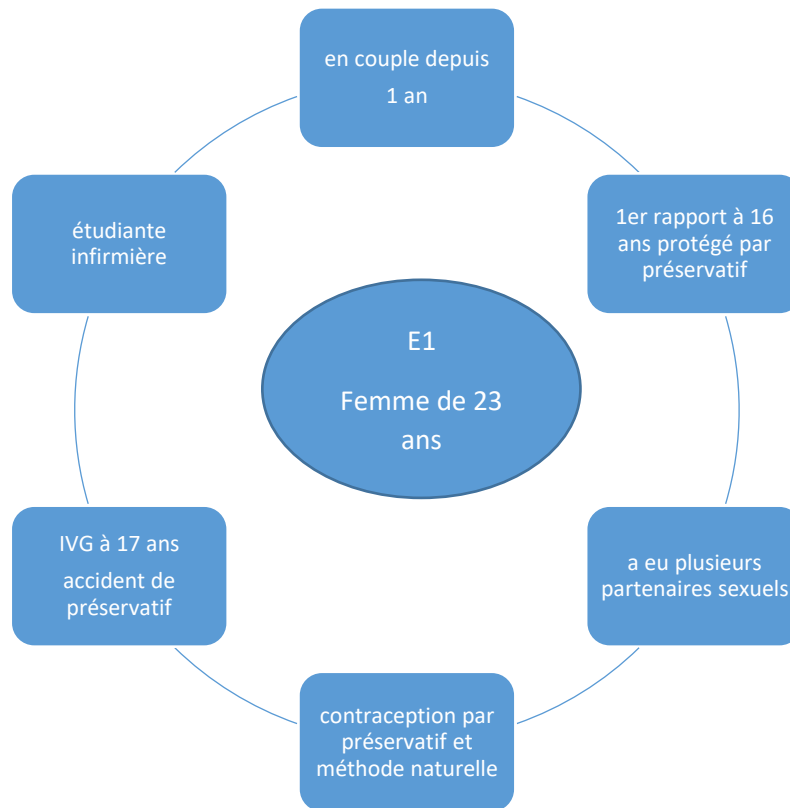 en couple depuis
1 an
1er rapport à 16
ans protégé par
préservatif
a eu plusieurs
partenaires sexuels
contraception par
préservatif et
méthode naturelle
IVG à 17 ans
accident de
préservatif
étudiante
infirmière
E1
Femme de 23
ans